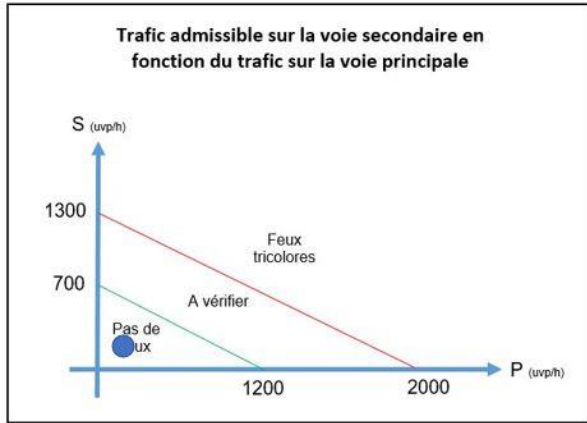 Trafic admissible sur la voie secondaire en
fonction du trafic sur la voie principale
S (uvp/h)
1300
Feux
tricolores
700
A vérifier
Pas de
ux
1200
2000
P (uvp/h)